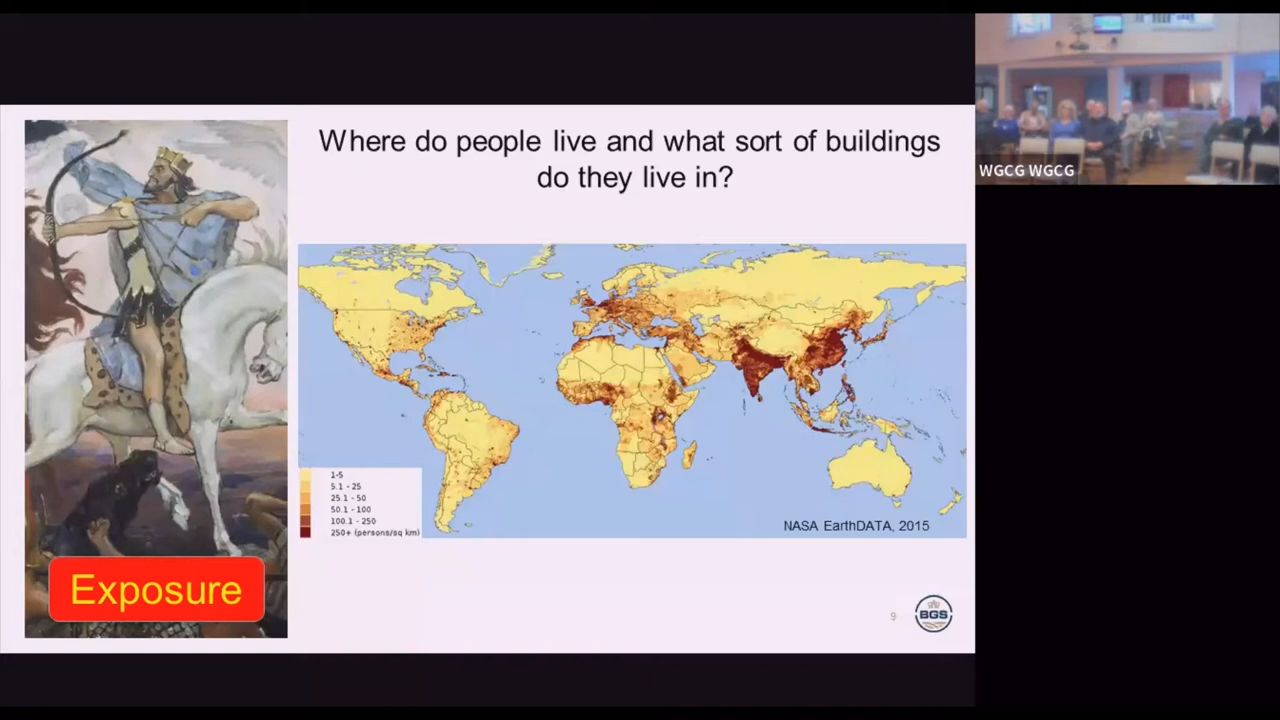 Where do people live and what sort of buildings
do they live in?
WGCG WGCG
1-5
5.1 - 25
25.1 - 50
50.1 - 100
100.1 - 250
250+ (persons/sq km)
NASA EarthDATA, 2015
Exposure
9
BGS